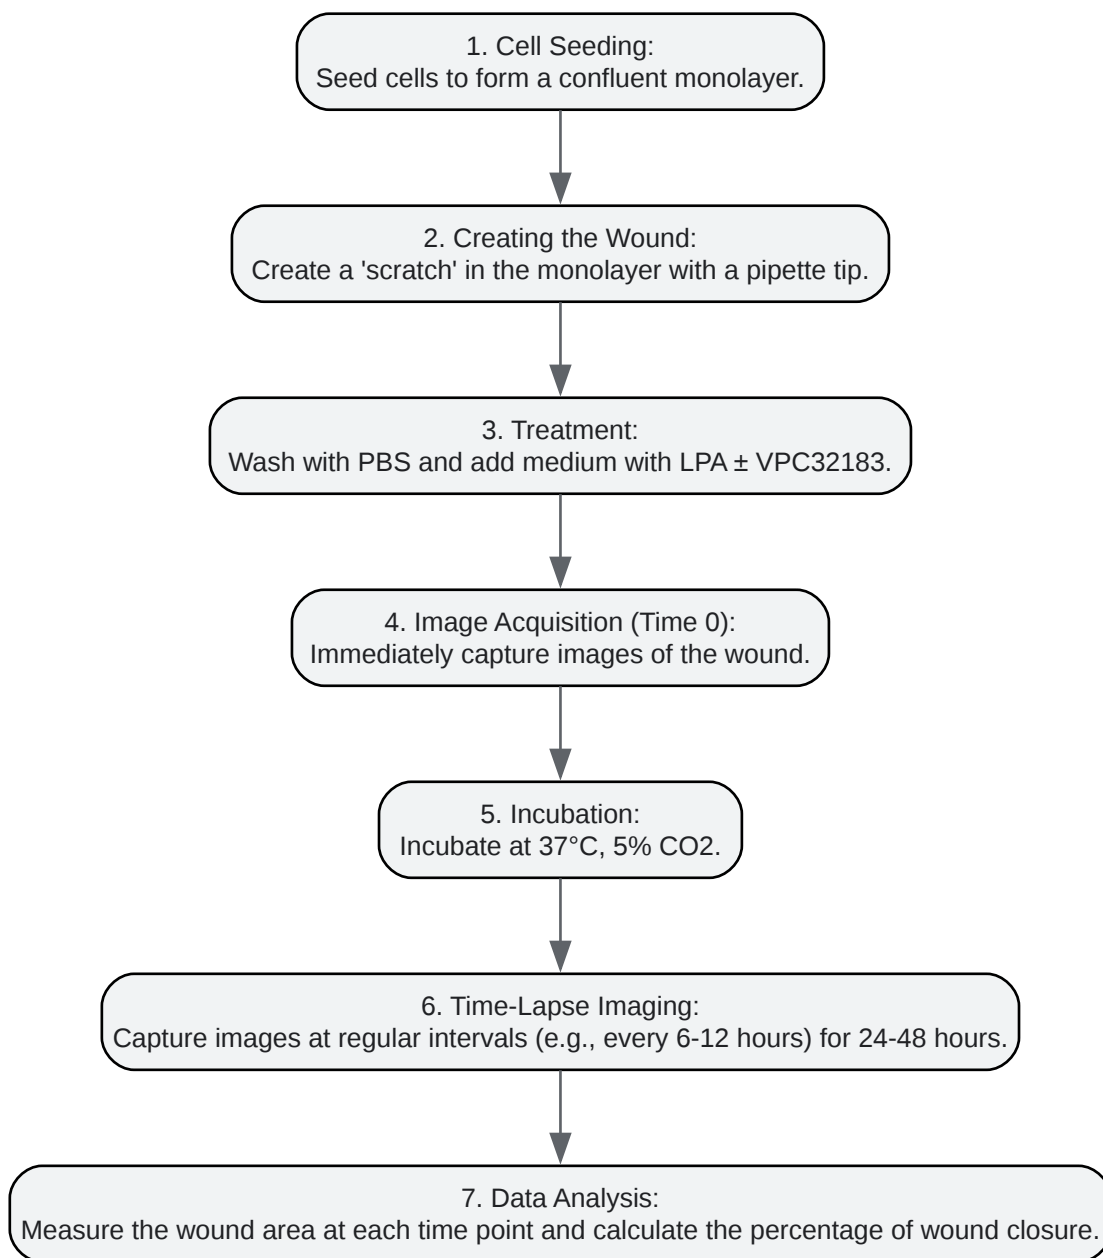 1. Cell Seeding:
Seed cells to form a confluent monolayer.
2. Creating the Wound:
Create a 'scratch' in the monolayer with a pipette tip.
3. Treatment:
Wash with PBS and add medium with LPA ± VPC32183.
4. Image Acquisition (Time 0):
Immediately capture images of the wound.
5. Incubation:
Incubate at 37°C, 5% CO2.
6. Time-Lapse Imaging:
Capture images at regular intervals (e.g., every 6-12 hours) for 24-48 hours.
7. Data Analysis:
Measure the wound area at each time point and calculate the percentage of wound closure.